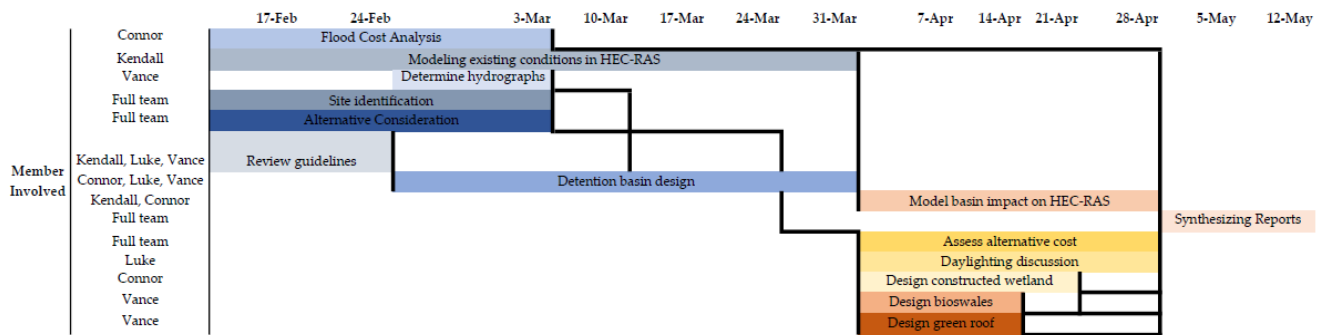 17-Feb 24-Feb 3-Mar 10-Mar 17-Mar 24-Mar 31-Mar 7-Apr 14-Apr 21-Apr 28-Apr 5-May 12-May
Connor Flood Cost Analysis
Kendall Modeling existing conditions in HEC-RAS
Vance Determine hydrographs
Full team Site identification
Full team Alternative Consideration
Member Involved
Kendall, Luke, Vance Review guidelines
Connor, Luke, Vance Detention basin design
Kendall, Connor Model basin impact on HEC-RAS
Full team Synthesizing Reports
Full team Assess alternative cost
Luke Daylighting discussion
Connor Design constructed wetland
Vance Design bioswales
Vance Design green roof